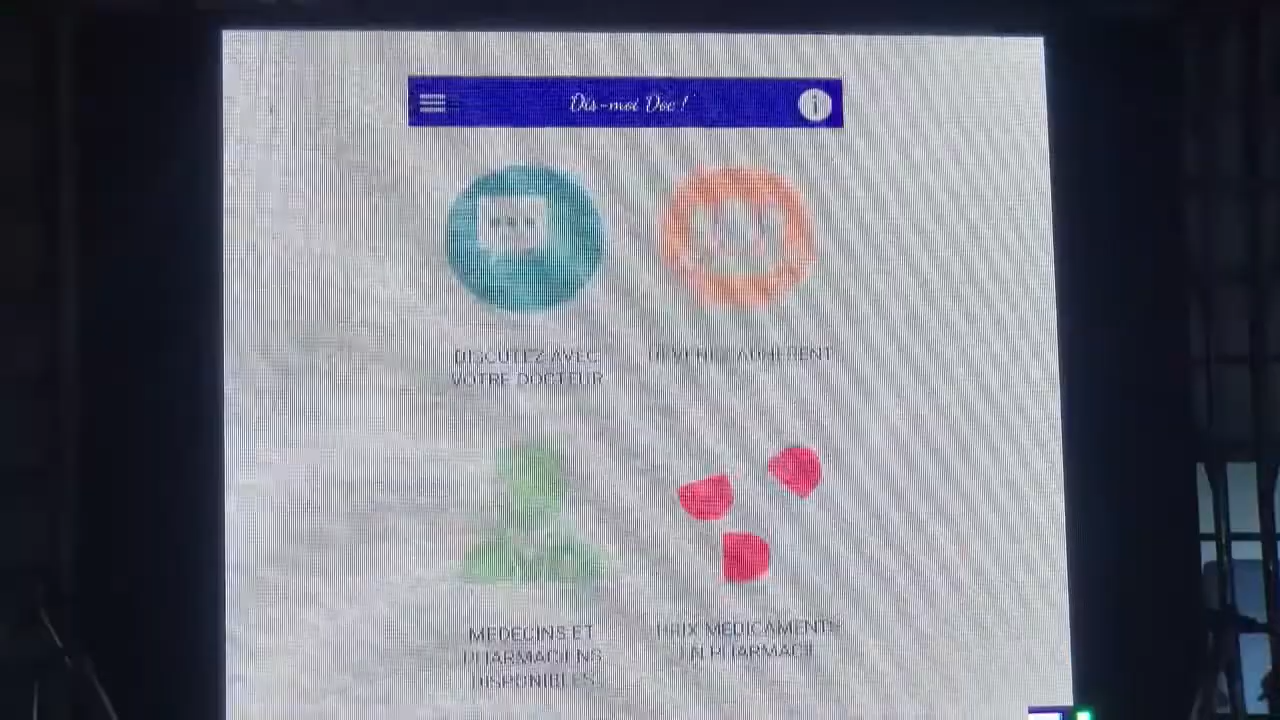 Dis-moi Doc !
DISCUTEZ AVEC
VOTRE DOCTEUR
DEVENEZ ADHERENT
MEDECINS ET
PHARMACIENS
DISPONIBLES
PRIX MEDICAMENTS
EN PHARMACIE